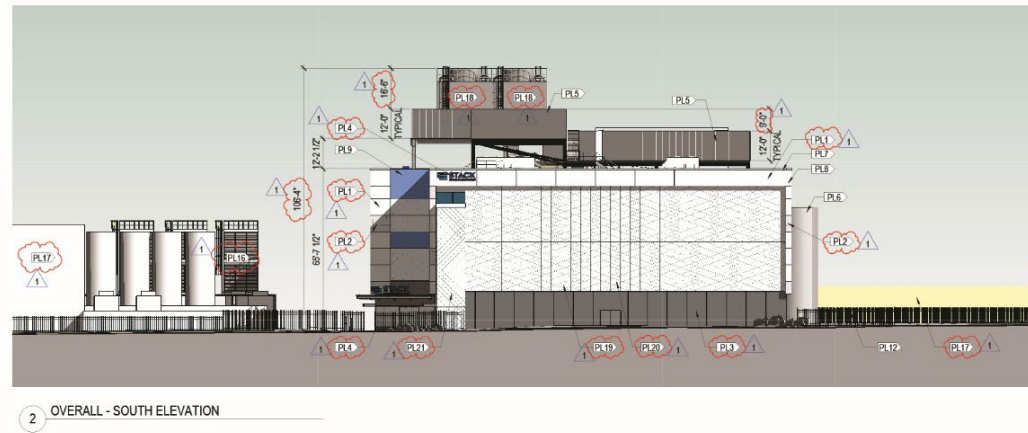 16'-6"
1
PL18
PL18
1
1
PL5
12'-0"
TYPICAL
1
PL4
PL5
9'-0"
1
12'-0"
TYPICAL
PL1
1
PL7
PL8
12'-2 1/2"
PL9
1
106'-4"
PL1
1
STACK
PL6
PL2
1
PL2
1
68'-7 1/2"
PL17
1
1
PL16
STACK
1
PL4
1
PL21
1
PL19
PL20
1
PL3
1
PL12
PL17
1
2
OVERALL - SOUTH ELEVATION